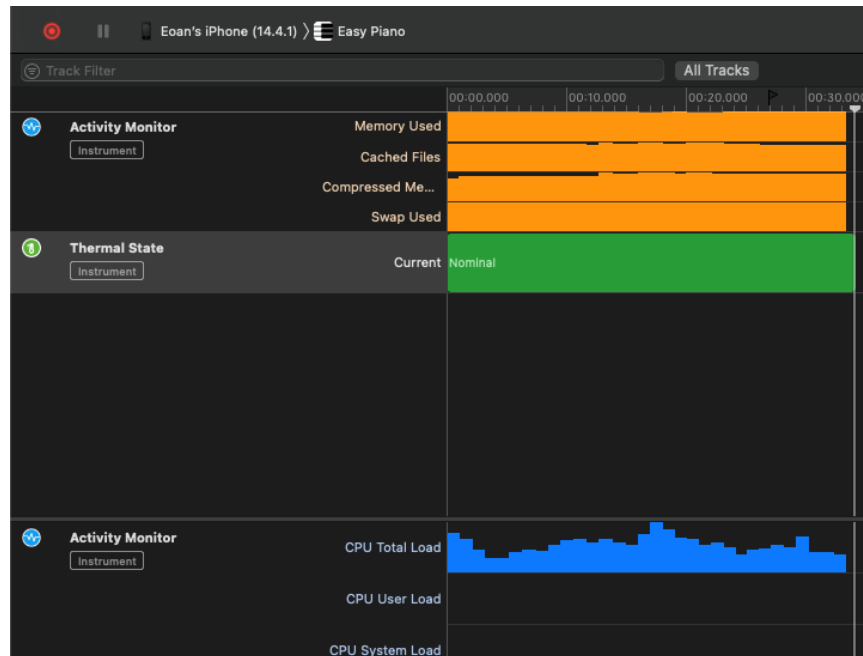 Eoan's iPhone (14.4.1) 〉 Easy Piano
Track Filter
All Tracks
00:00.000 00:10.000 00:20.000 00:30.000
Activity Monitor
Instrument
Memory Used
Cached Files
Compressed Me...
Swap Used
Thermal State
Instrument
Current
Nominal
Activity Monitor
Instrument
CPU Total Load
CPU User Load
CPU System Load